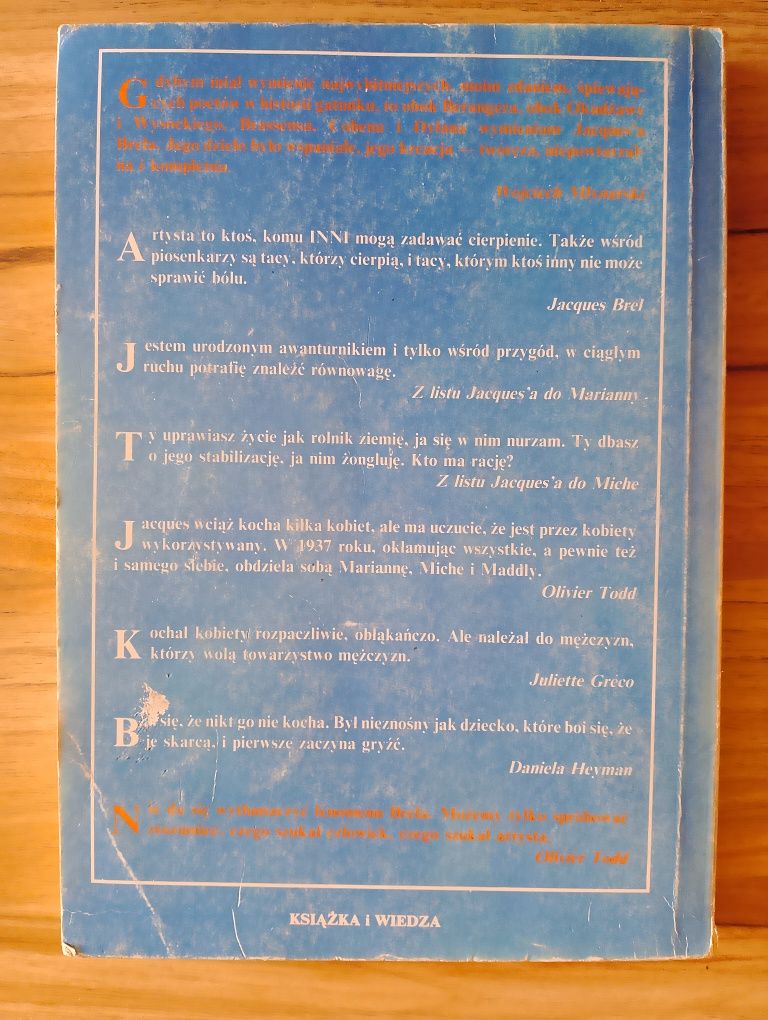 Gdybym miał wymienić najwybitniejszych, moim zdaniem, śpiewają-
cych poetów w historii gatunku, to obok Berangera, obok Okudżawy
i Wysockiego, Brassensa, Cohena i Dylana wymieniłbym Jacques'a
Brela. Jego dzieło było wspaniałe, jego kreacja — twórcza, niepowtarzal-
na i kompletna.
Wojciech Młynarski
Artysta to ktoś, komu INNI mogą zadawać cierpienie. Także wśród
piosenkarzy są tacy, którzy cierpią, i tacy, którym ktoś inny nie może
sprawić bólu.
Jacques Brel
Jestem urodzonym awanturnikiem i tylko wśród przygód, w ciągłym
ruchu potrafię znaleźć równowagę.
Z listu Jacques'a do Marianny
Ty uprawiasz życie jak rolnik ziemię, ja się w nim nurzam. Ty dbasz
o jego stabilizację, ja nim żongluję. Kto ma rację?
Z listu Jacques'a do Miche
Jacques wciąż kocha kilka kobiet, ale ma uczucie, że jest przez kobiety
wykorzystywany. W 1937 roku, okłamując wszystkie, a pewnie też
i samego siebie, obdziela sobą Mariannę, Miche i Maddly.
Olivier Todd
Kochał kobiety rozpaczliwie, obłąkańczo. Ale należał do mężczyzn,
którzy wolą towarzystwo mężczyzn.
Juliette Gréco
B się, że nikt go nie kocha. Był nieznośny jak dziecko, które boi się, że
je skarcą, i pierwsze zaczyna gryźć.
Daniela Heyman
Nie da się wytłumaczyć fenomenu Brela. Możemy tylko spróbować
zrozumieć, czego szukał człowiek, czego szukał artysta.
Olivier Todd
KSIĄŻKA i WIEDZA